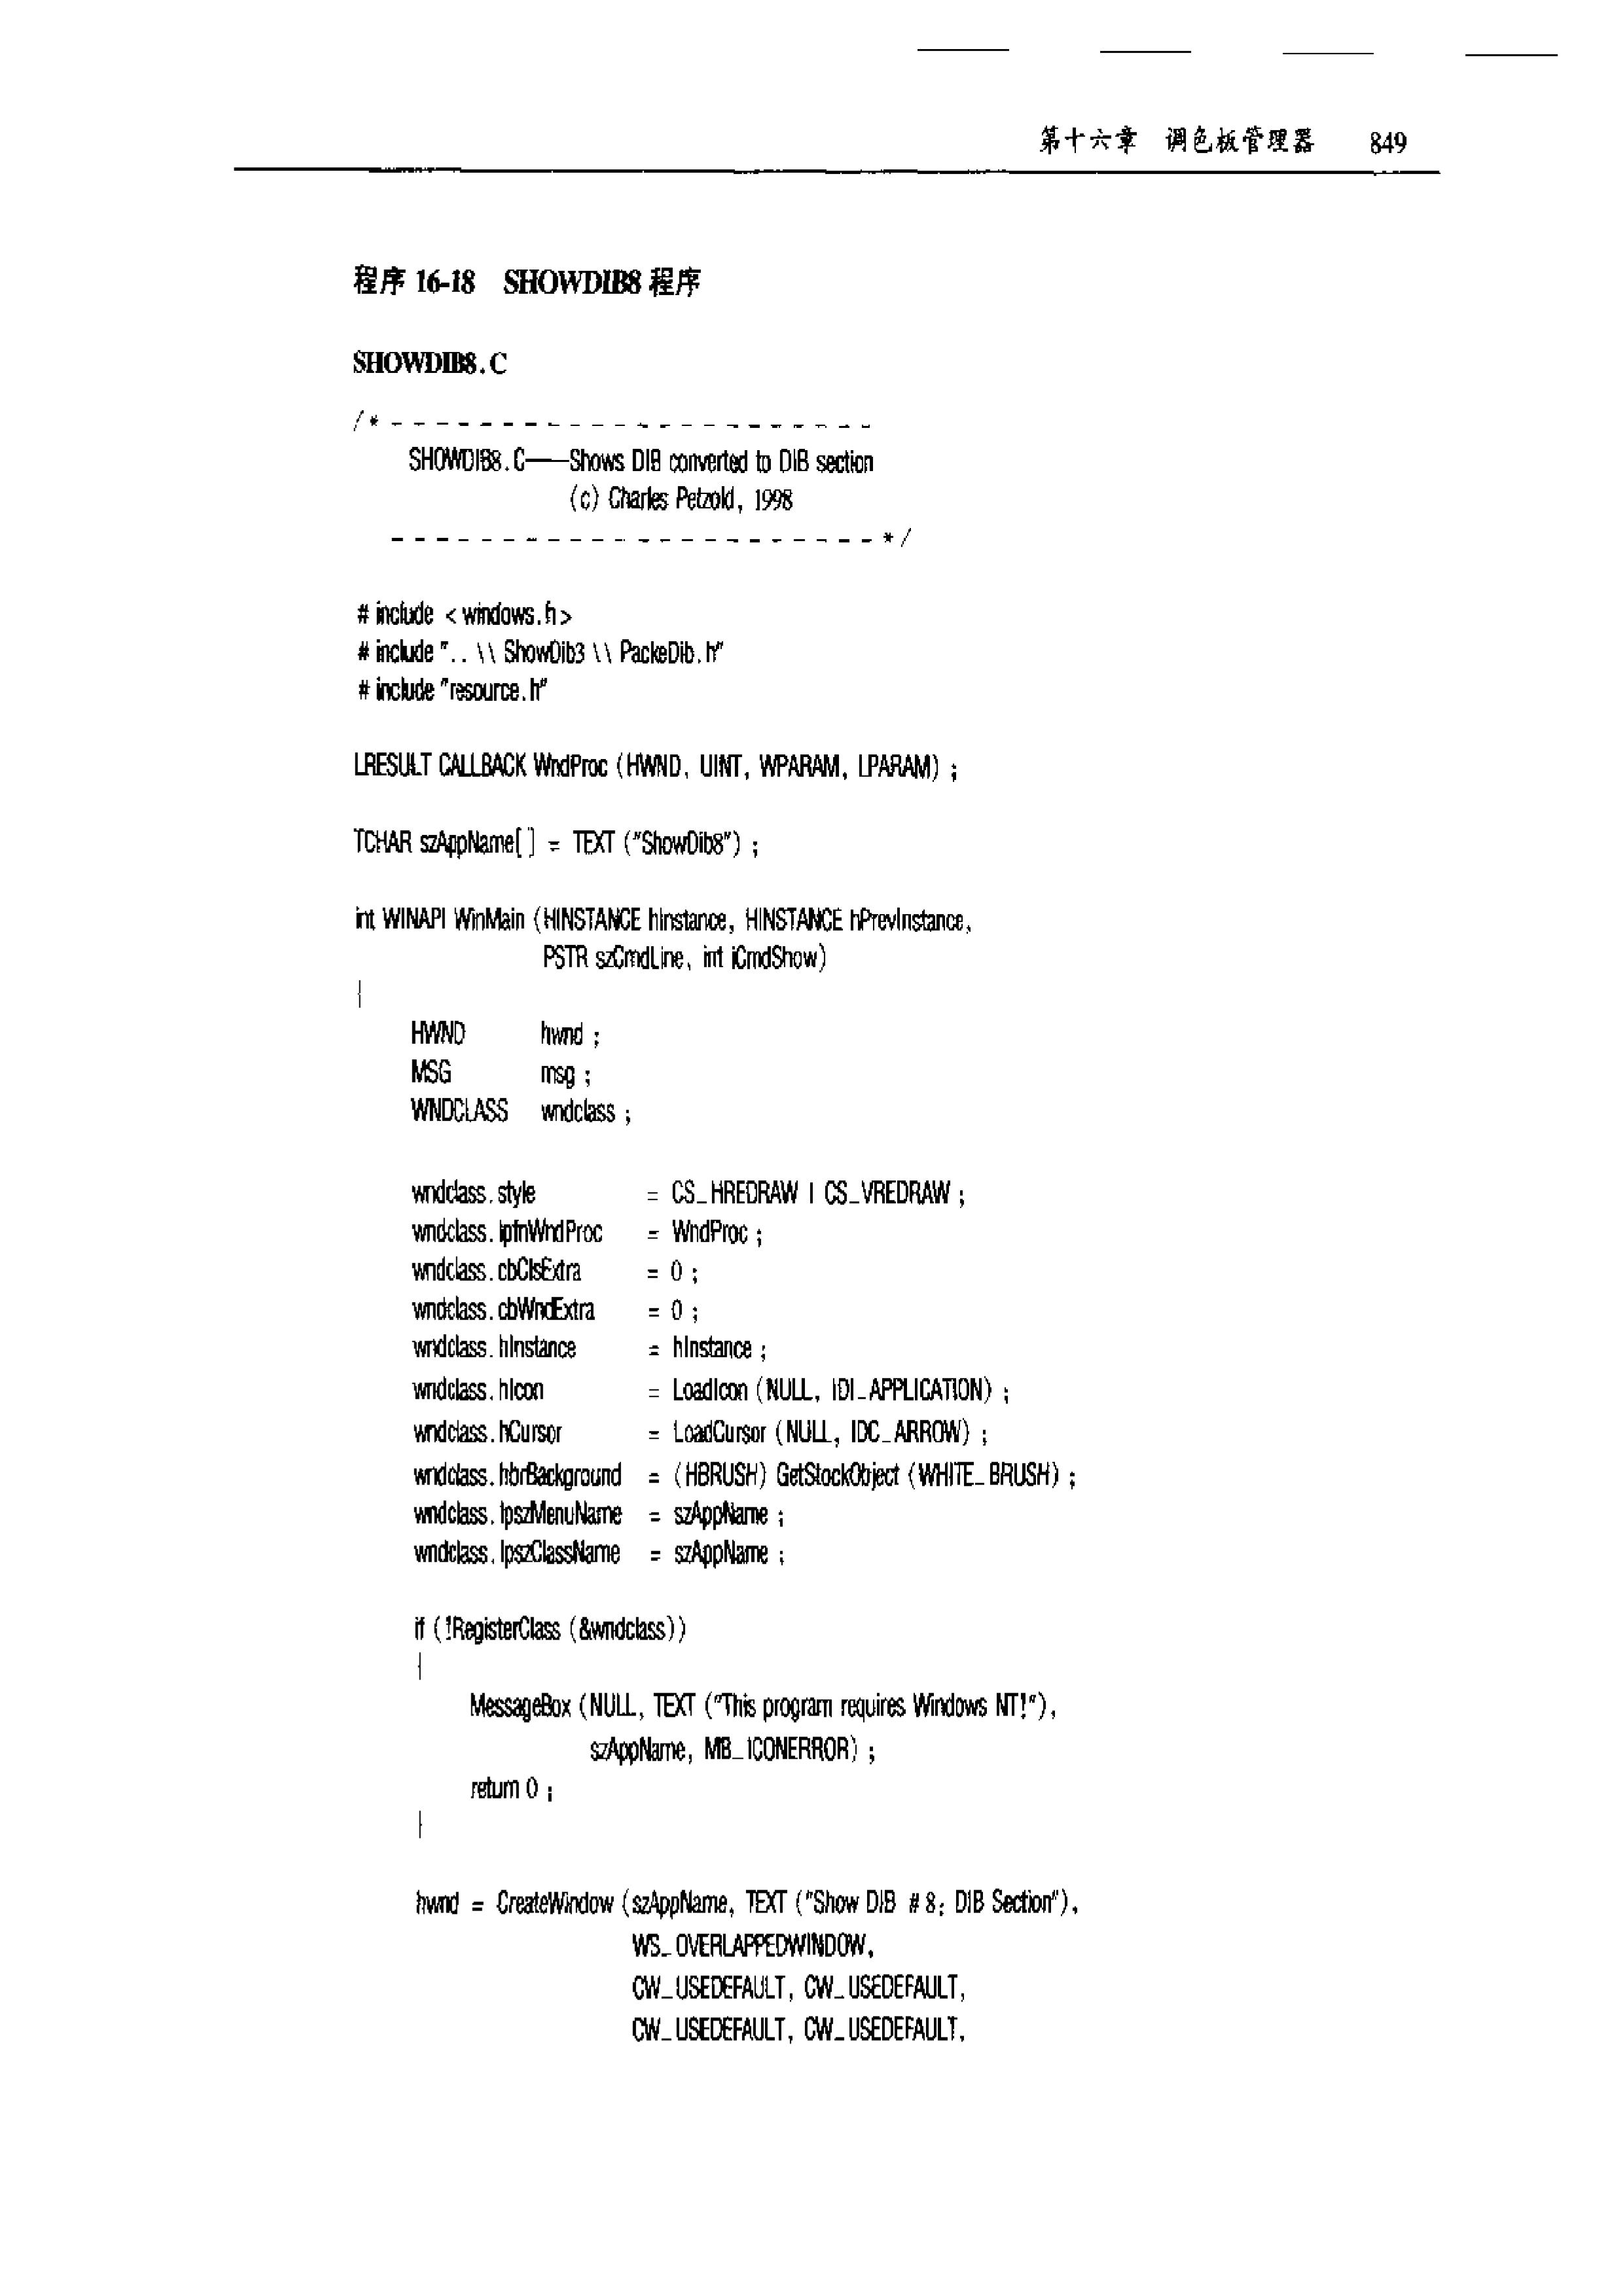 第十六章 调色板管理器 849
程序 16-18 SHOWDIB8 程序
SHOWDIB8.C
/* - - - - - - - - - - - - - - - - - - - - - -
SHOWDIB8.C——Shows DIB converted to DIB section
(c) Charles Petzold, 1998
- - - - - - - - - - - - - - - - - - - - - - */
# include <windows.h>
# include "..\\ShowDib3\\PackeDib.h"
# include "resource.h"
LRESULT CALLBACK WndProc (HWND, UINT, WPARAM, LPARAM) ;
TCHAR szAppName[ ] = TEXT ("ShowDib8") ;
int WINAPI WinMain (HINSTANCE hInstance, HINSTANCE hPrevInstance,
PSTR szCmdLine, int iCmdShow)
{
HWND hwnd ;
MSG msg ;
WNDCLASS wndclass ;
wndclass.style = CS_HREDRAW | CS_VREDRAW ;
wndclass.lpfnWndProc = WndProc ;
wndclass.cbClsExtra = 0 ;
wndclass.cbWndExtra = 0 ;
wndclass.hInstance = hInstance ;
wndclass.hIcon = LoadIcon (NULL, IDI_APPLICATION) ;
wndclass.hCursor = LoadCursor (NULL, IDC_ARROW) ;
wndclass.hbrBackground = (HBRUSH) GetStockObject (WHITE_BRUSH) ;
wndclass.lpszMenuName = szAppName ;
wndclass.lpszClassName = szAppName ;
if (!RegisterClass (&wndclass))
{
MessageBox (NULL, TEXT ("This program requires Windows NT!"),
szAppName, MB_ICONERROR) ;
return 0 ;
}
hwnd = CreateWindow (szAppName, TEXT ("Show DIB #8: DIB Section"),
WS_OVERLAPPEDWINDOW,
CW_USEDEFAULT, CW_USEDEFAULT,
CW_USEDEFAULT, CW_USEDEFAULT,